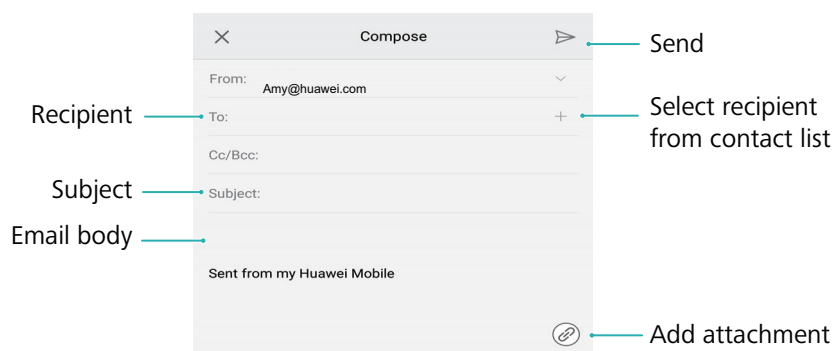 Compose
Send
From: Amy@huawei.com
Recipient
To:
Select recipient
from contact list
Cc/Bcc:
Subject
Subject:
Email body
Sent from my Huawei Mobile
Add attachment